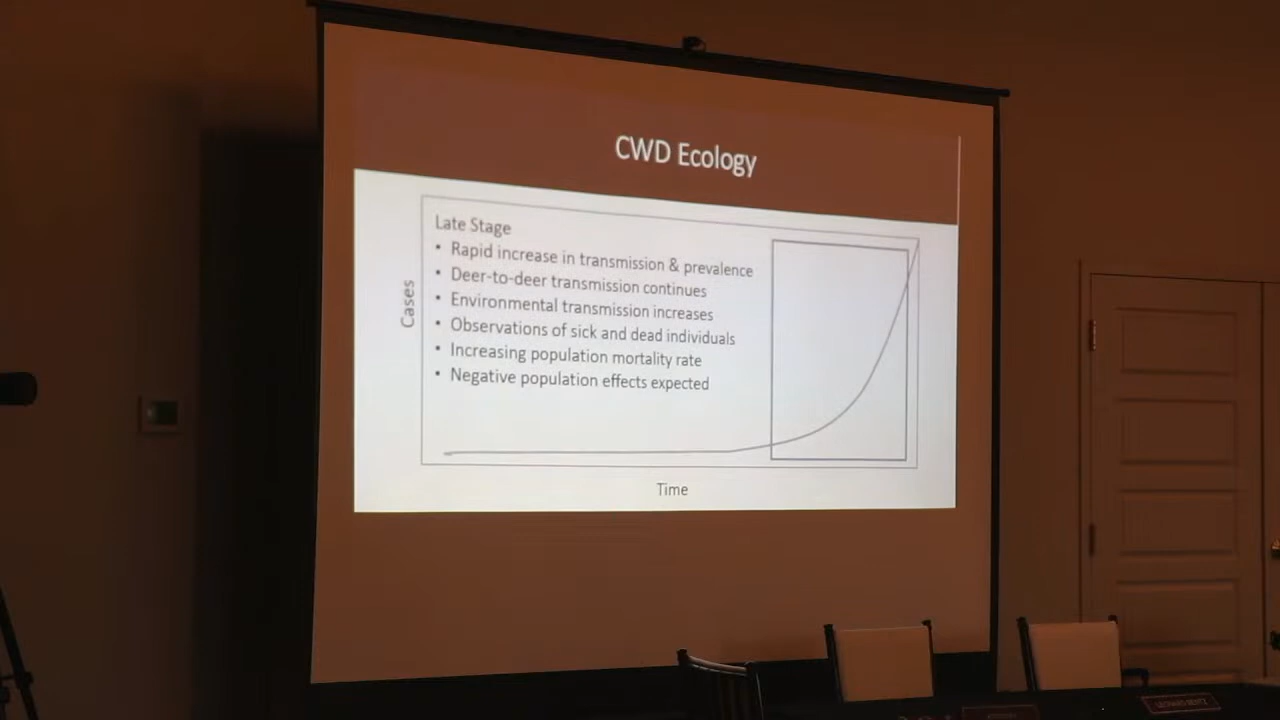 CWD Ecology
Late Stage
• Rapid increase in transmission & prevalence
• Deer-to-deer transmission continues
• Environmental transmission increases
• Observations of sick and dead individuals
• Increasing population mortality rate
• Negative population effects expected
Cases
Time